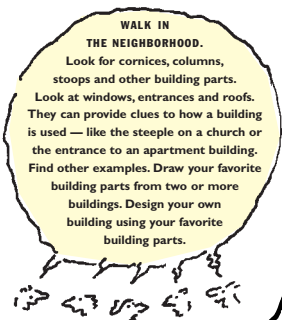 WALK IN
THE NEIGHBORHOOD.
Look for cornices, columns,
stoops and other building parts.
Look at windows, entrances and roofs.
They can provide clues to how a building
is used — like the steeple on a church or
the entrance to an apartment building.
Find other examples. Draw your favorite
building parts from two or more
buildings. Design your own
building using your favorite
building parts.